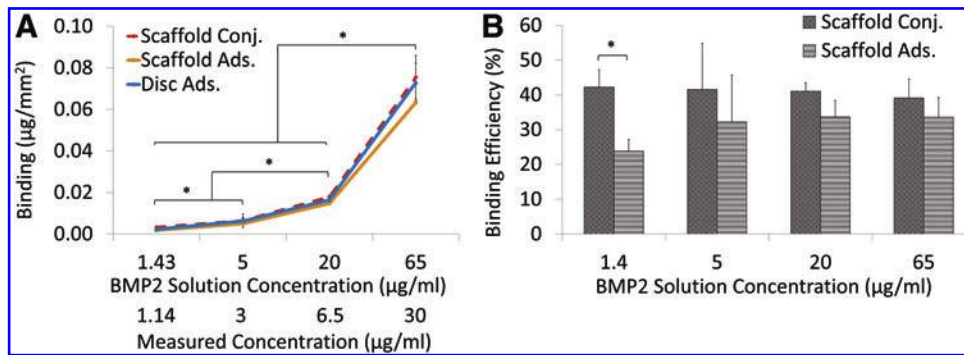 A
0.10
0.08
0.06
0.04
0.02
0.00
Binding (µg/mm²)
Scaffold Conj.
Scaffold Ads.
Disc Ads.
*
*
*
1.43 5 20 65
BMP2 Solution Concentration (µg/ml)
1.14 3 6.5 30
Measured Concentration (µg/ml)
B
60
50
40
30
20
10
0
Binding Efficiency (%)
Scaffold Conj.
Scaffold Ads.
*
1.4 5 20 65
BMP2 Solution Concentration (µg/ml)